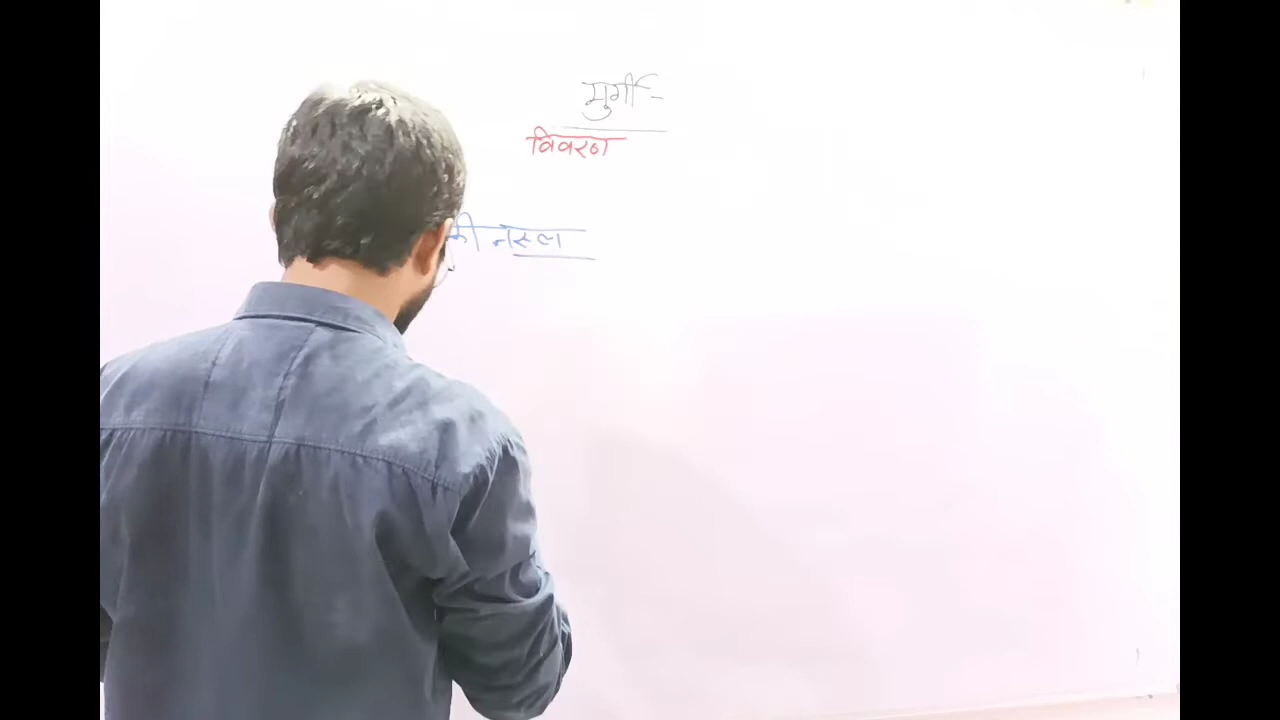 मुर्गी -
विवरण
की नस्ल